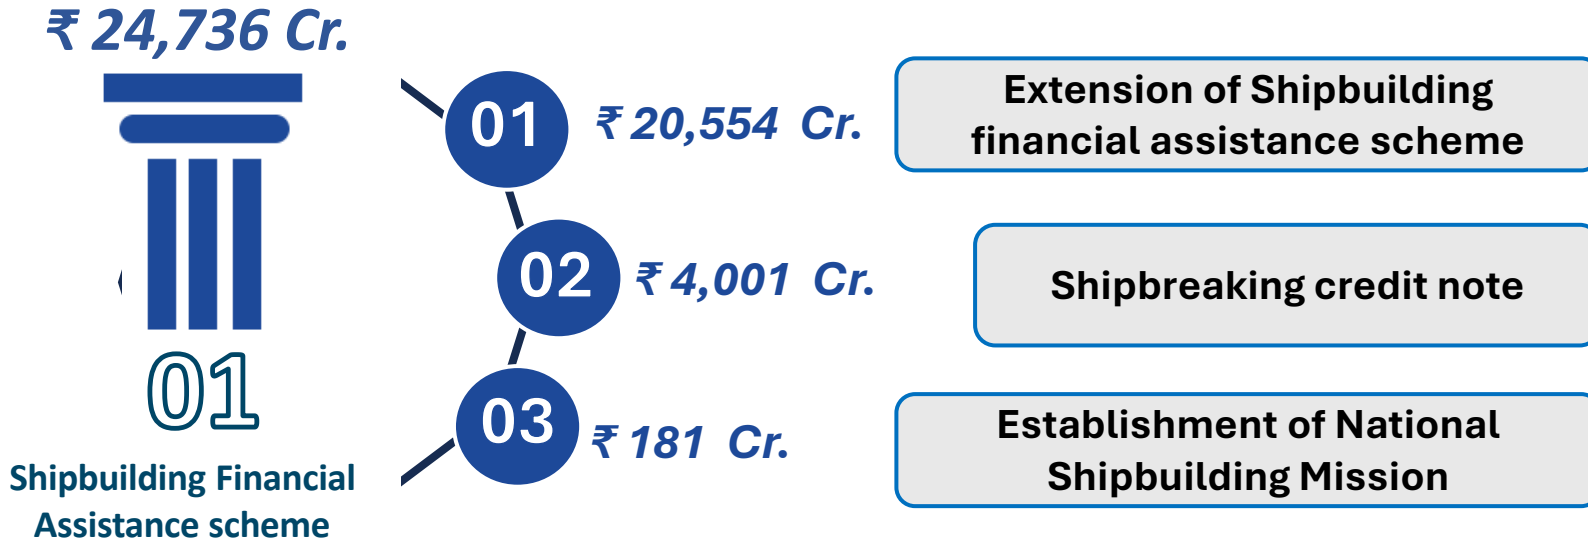 ₹ 24,736 Cr.
01
Shipbuilding Financial
Assistance scheme
01
₹ 20,554 Cr.
Extension of Shipbuilding
financial assistance scheme
02
₹ 4,001 Cr.
Shipbreaking credit note
03
₹ 181 Cr.
Establishment of National
Shipbuilding Mission